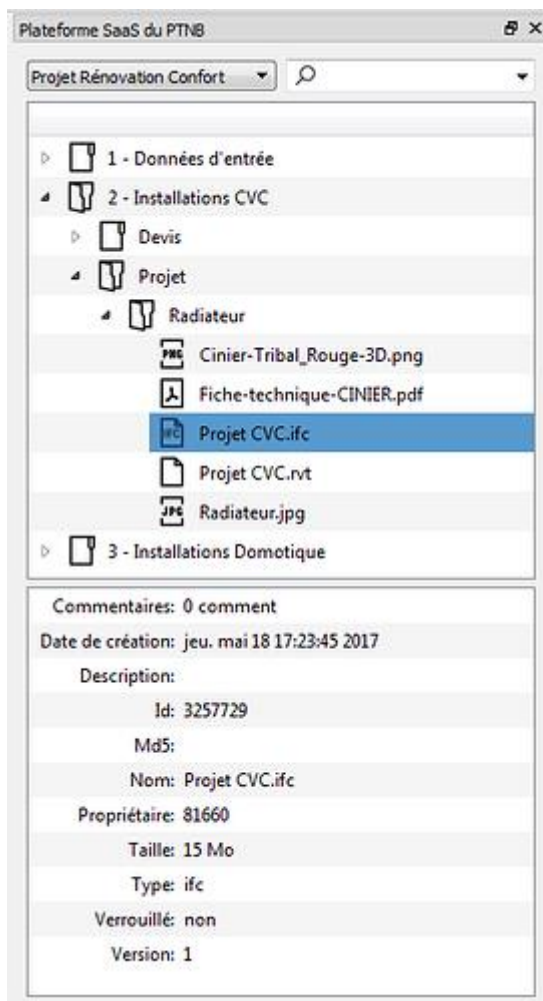 Plateforme SaaS du PTNB
Projet Rénovation Confort
1 - Données d'entrée
2 - Installations CVC
Devis
Projet
Radiateur
PNG Cinier-Tribal_Rouge-3D.png
Fiche-technique-CINIER.pdf
IFC Projet CVC.ifc
Projet CVC.rvt
JPG Radiateur.jpg
3 - Installations Domotique
Commentaires: 0 comment
Date de création: jeu. mai 18 17:23:45 2017
Description:
Id: 3257729
Md5:
Nom: Projet CVC.ifc
Propriétaire: 81660
Taille: 15 Mo
Type: ifc
Verrouillé: non
Version: 1